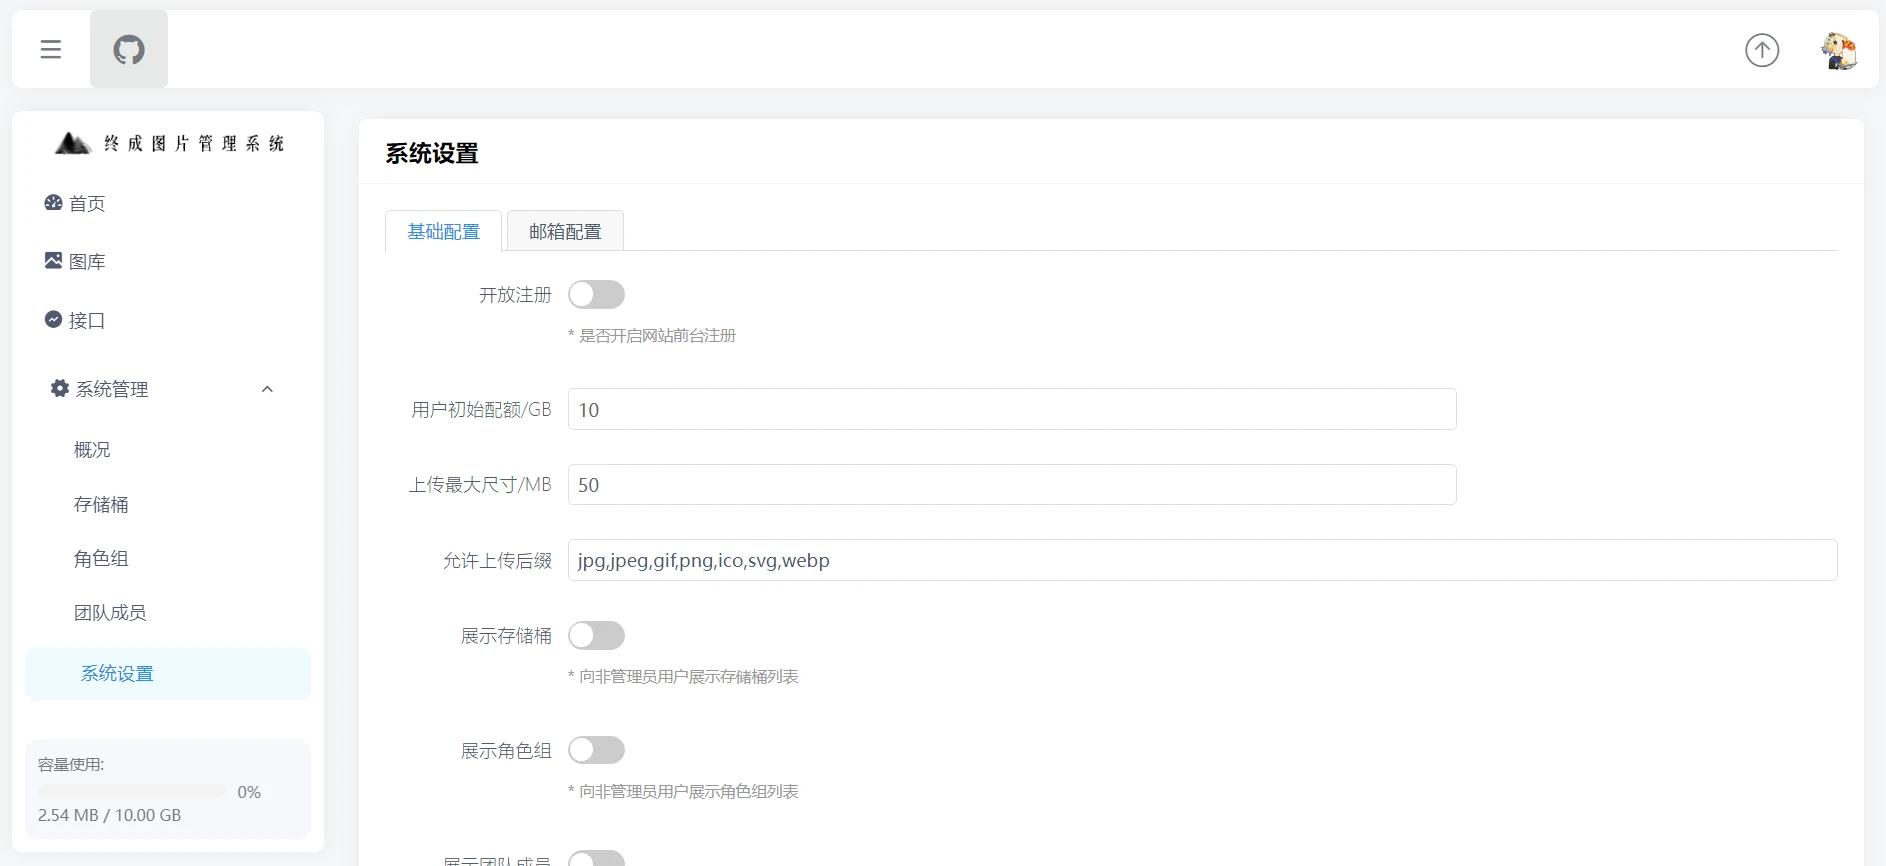 终成图片管理系统
首页
图库
接口
系统管理
概况
存储桶
角色组
团队成员
系统设置
容量使用:
0%
2.54 MB / 10.00 GB
系统设置
基础配置
邮箱配置
开放注册
* 是否开启网站前台注册
用户初始配额/GB
10
上传最大尺寸/MB
50
允许上传后缀
jpg,jpeg,gif,png,ico,svg,webp
展示存储桶
* 向非管理员用户展示存储桶列表
展示角色组
* 向非管理员用户展示角色组列表
展示团队成员